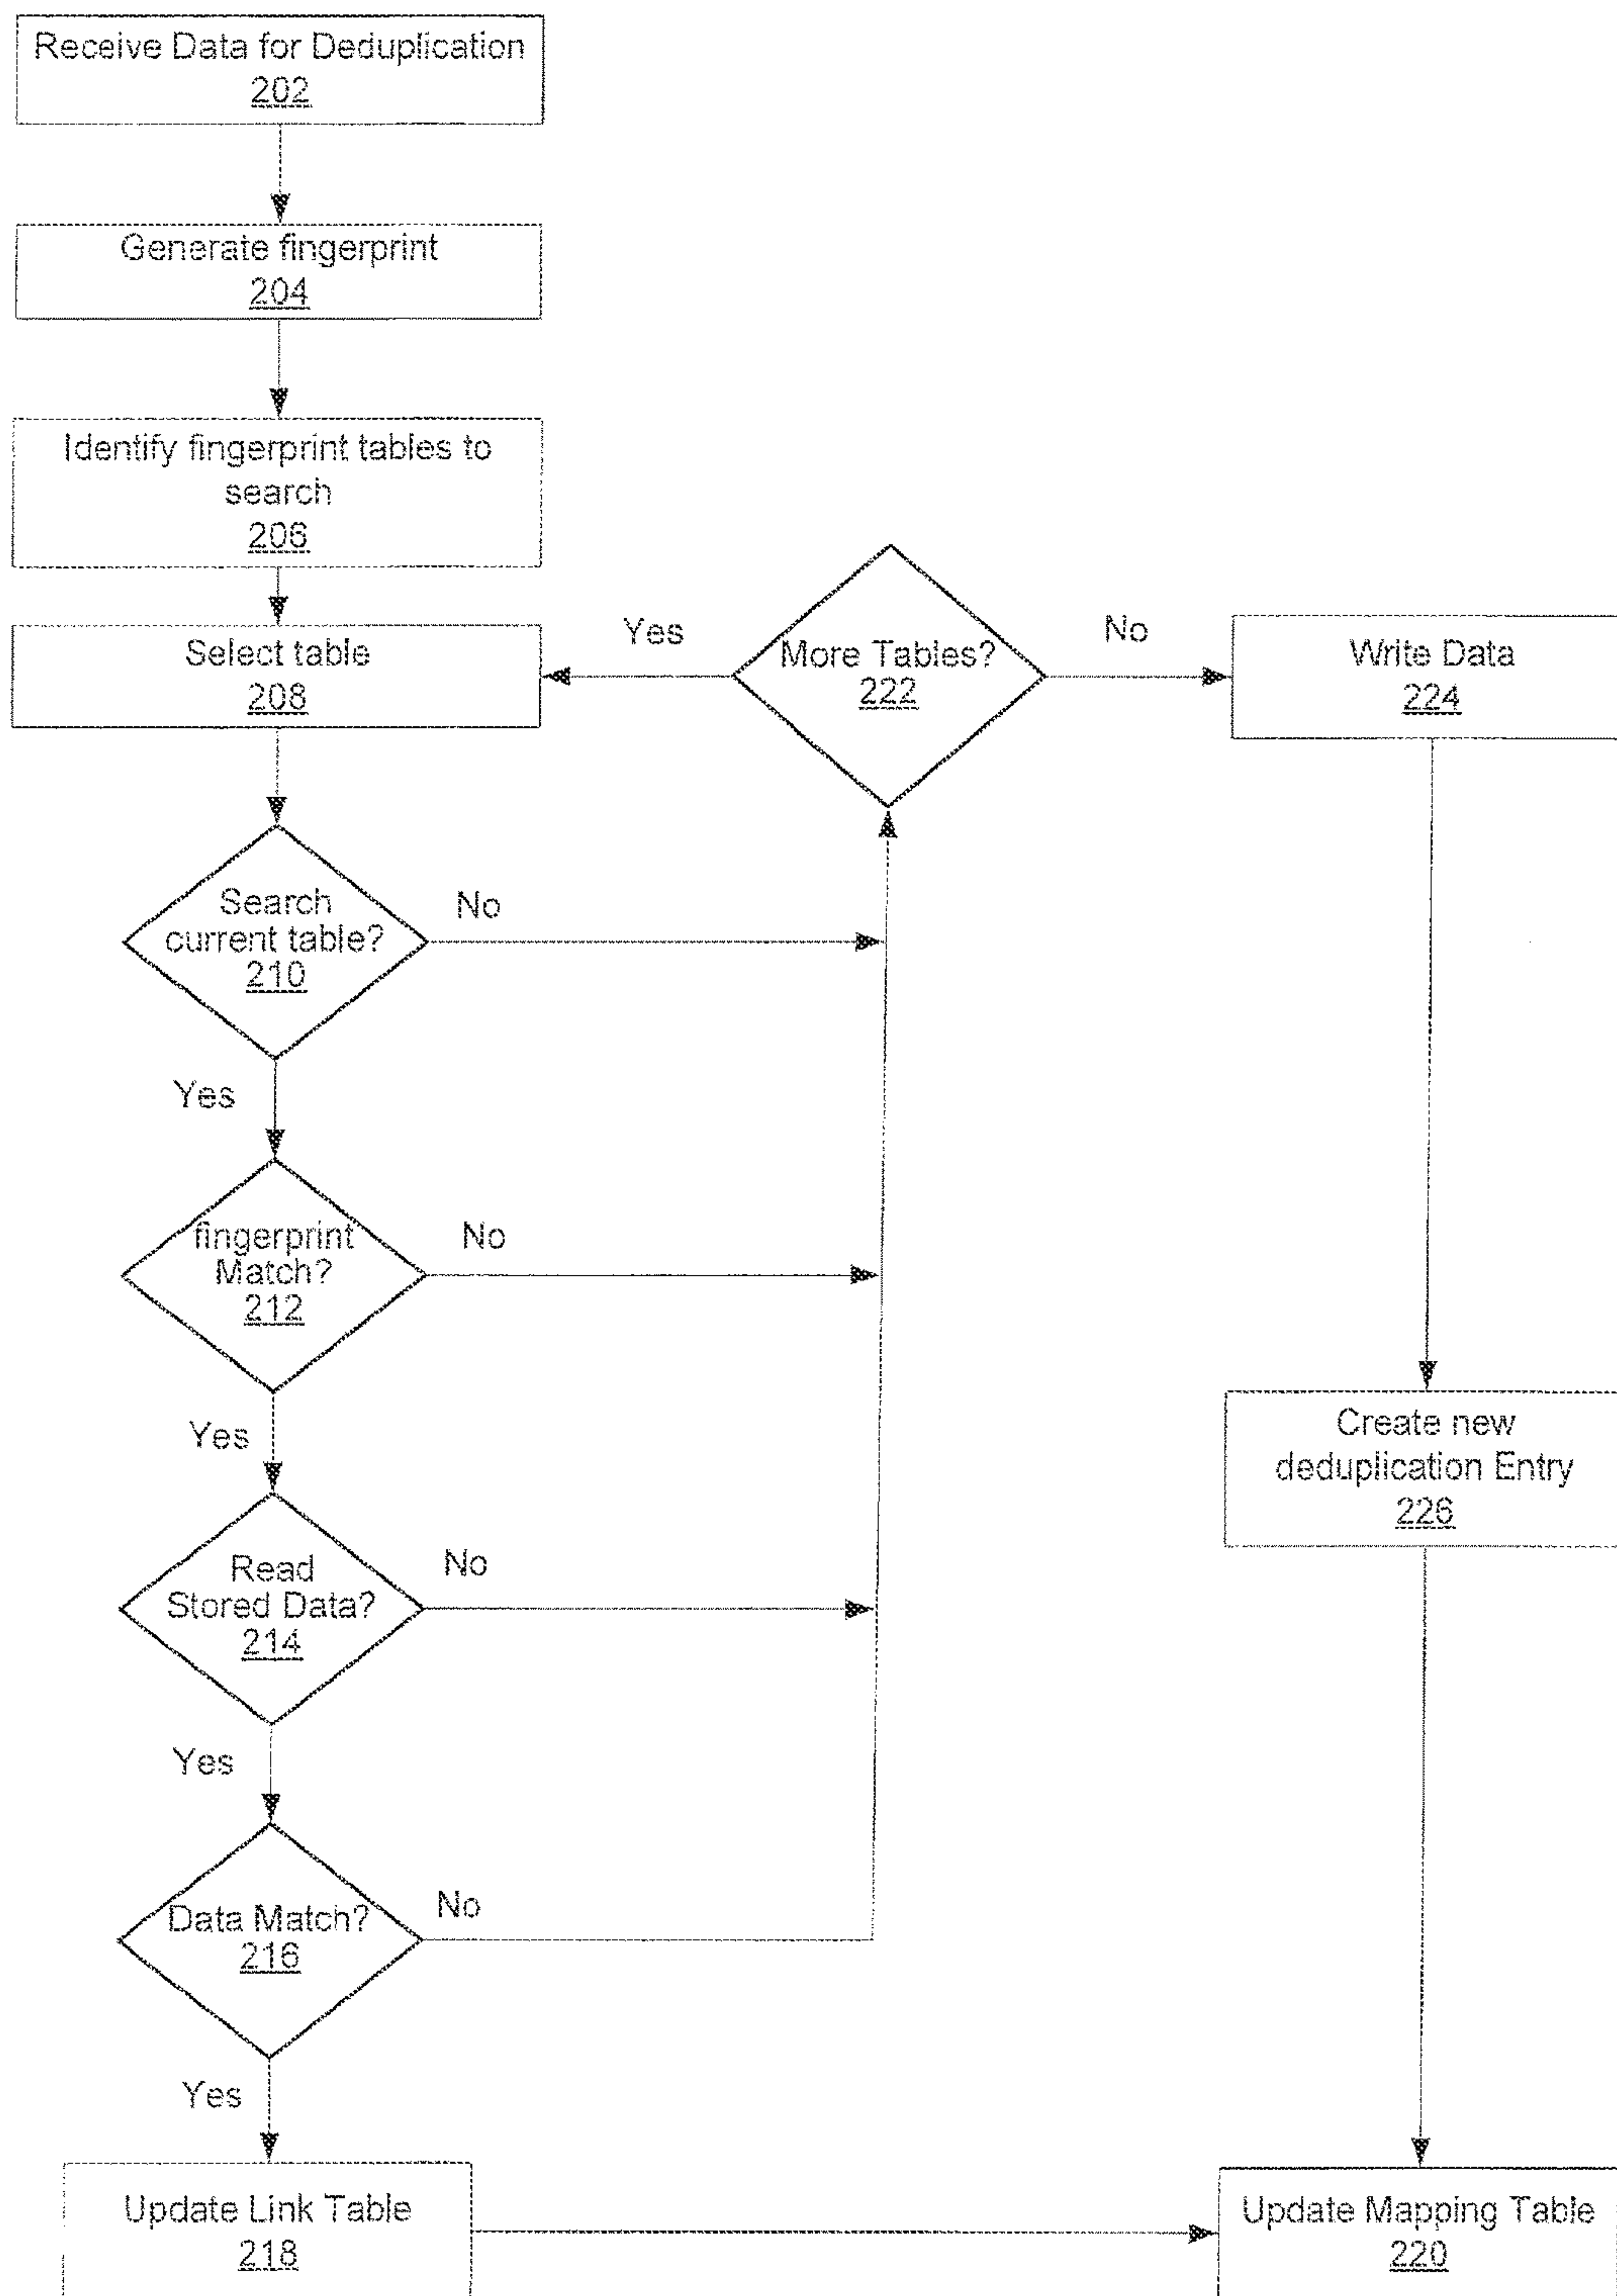 Receive Data for Deduplication
202
Generate fingerprint
204
Identify fingerprint tables to
search
206
Select table
208
Yes
More Tables?
222
No
Write Data
224
Search
current table?
210
No
Yes
fingerprint
Match?
212
No
Yes
Create new
deduplication Entry
226
Read
Stored Data?
214
No
Yes
Data Match?
216
No
Yes
Update Link Table
218
Update Mapping Table
220